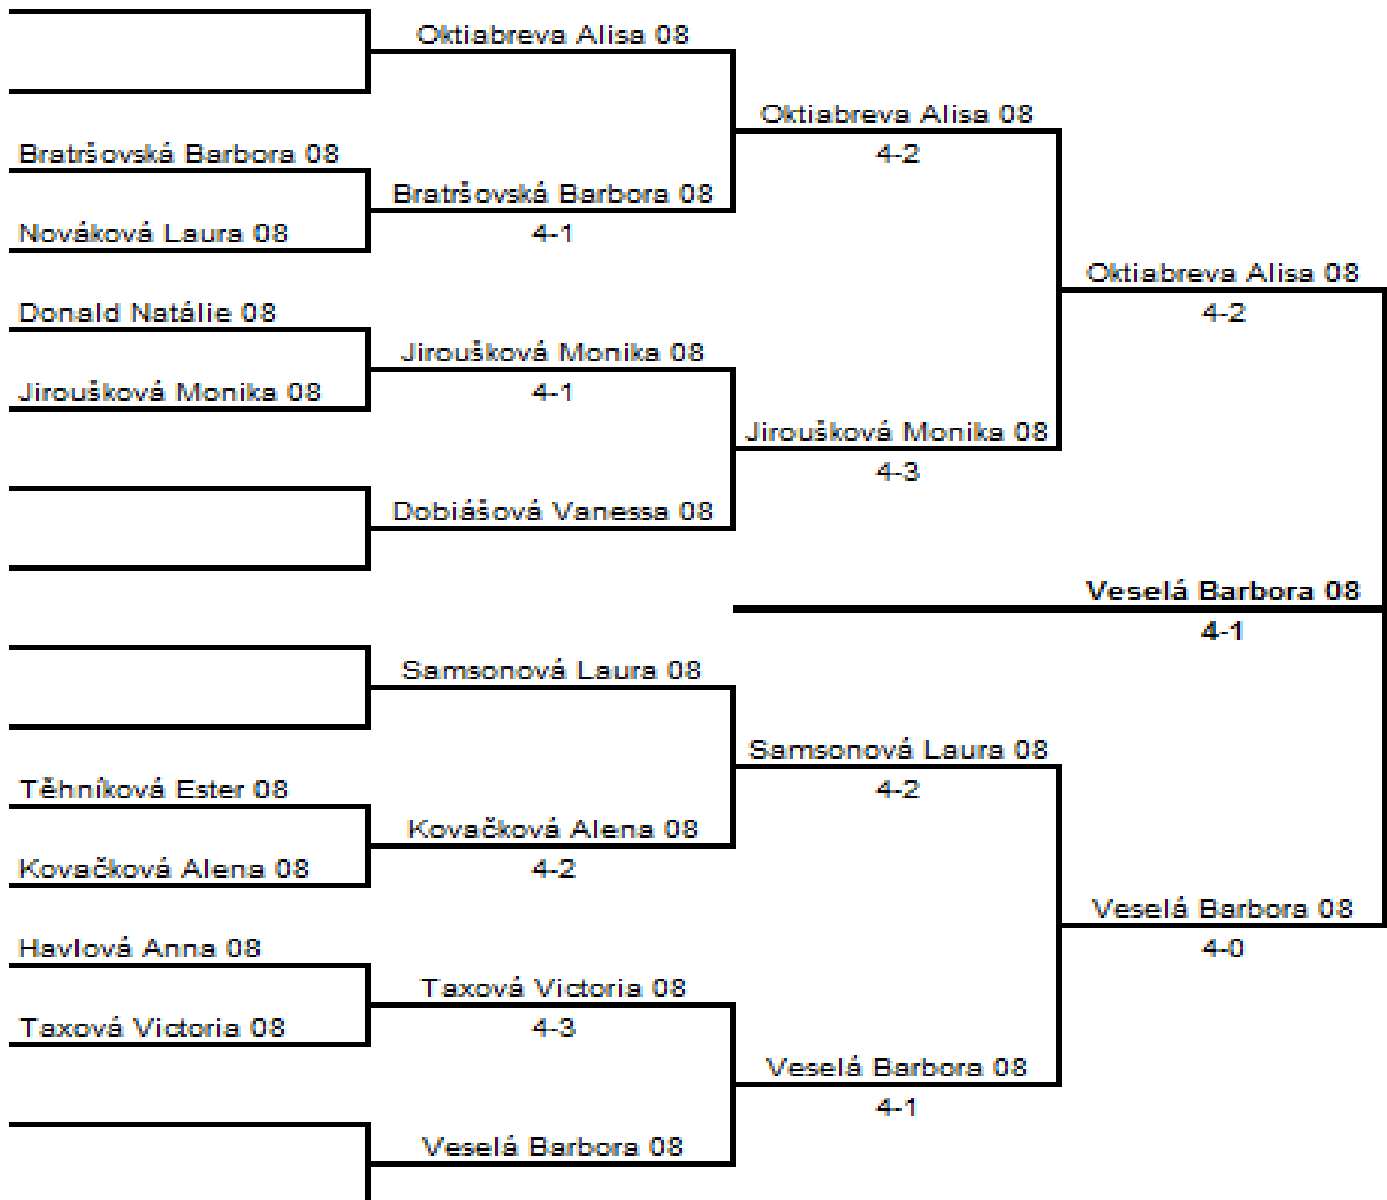 Oktiabreva Alisa 08
Oktiabreva Alisa 08
4-2
Bratršovská Barbora 08
Bratršovská Barbora 08
4-1
Nováková Laura 08
Oktiabreva Alisa 08
4-2
Donald Natálie 08
Jiroušková Monika 08
4-1
Jiroušková Monika 08
Jiroušková Monika 08
4-3
Dobiášová Vanessa 08
Veselá Barbora 08
4-1
Samsonová Laura 08
Samsonová Laura 08
4-2
Těhníková Ester 08
Kovačková Alena 08
4-2
Kovačková Alena 08
Veselá Barbora 08
4-0
Havlová Anna 08
Taxová Victoria 08
4-3
Taxová Victoria 08
Veselá Barbora 08
4-1
Veselá Barbora 08